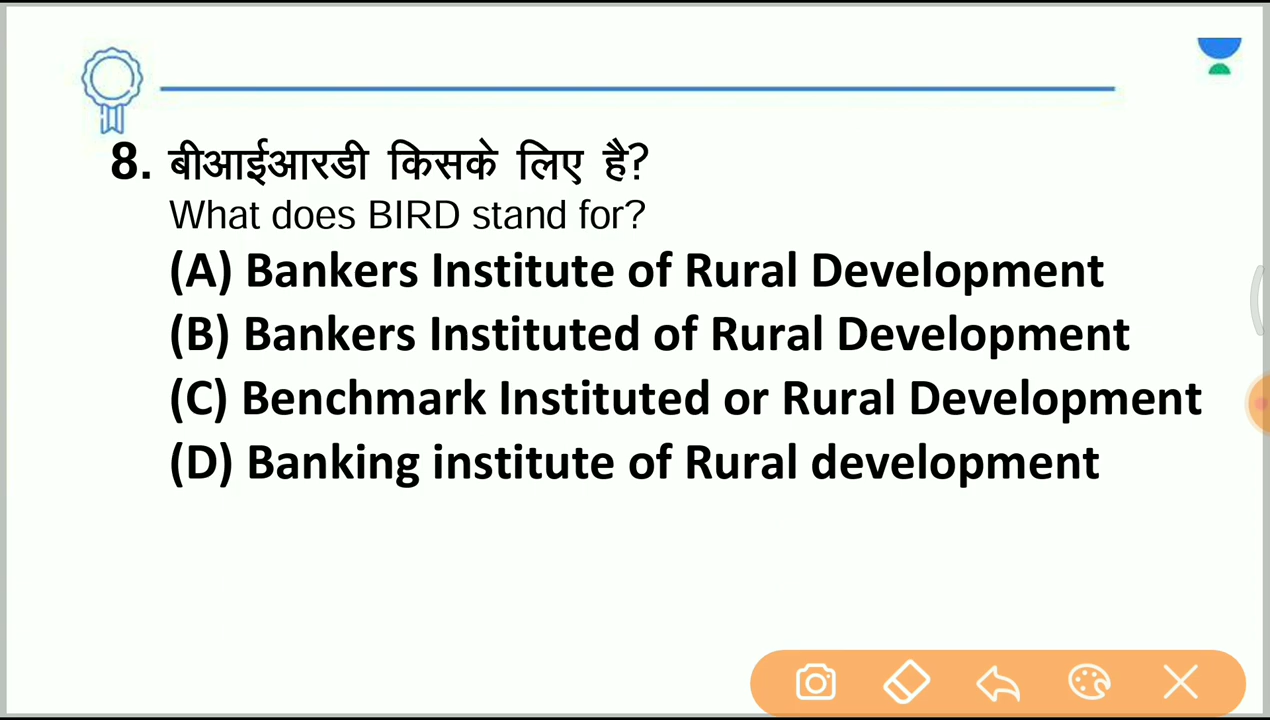 8. बीआईआरडी किसके लिए है?
What does BIRD stand for?
(A) Bankers Institute of Rural Development
(B) Bankers Instituted of Rural Development
(C) Benchmark Instituted or Rural Development
(D) Banking institute of Rural development